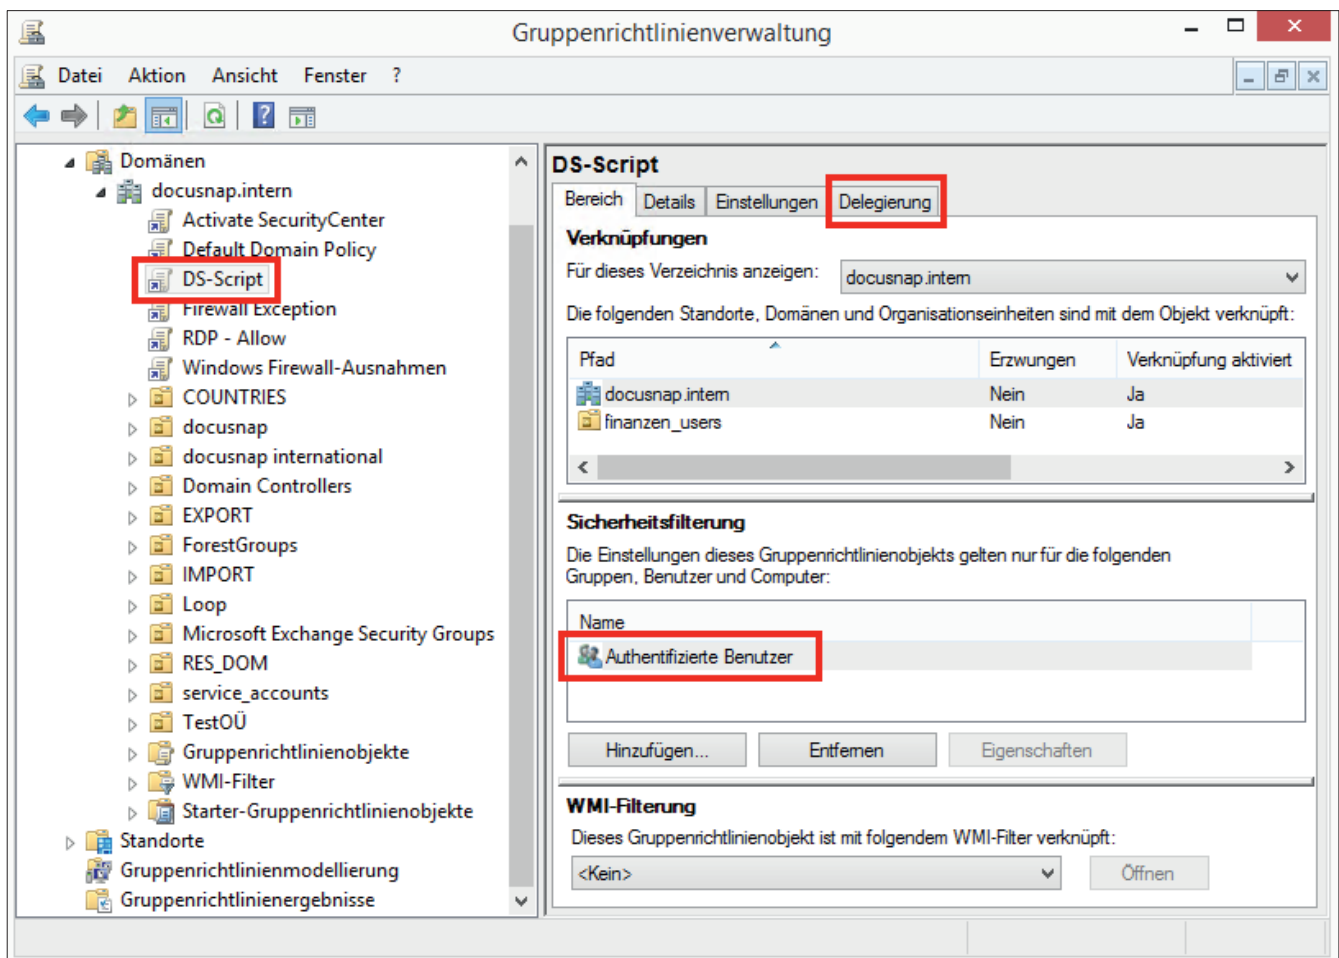 Gruppenrichtlinienverwaltung
Datei Aktion Ansicht Fenster ?
Domänen
docusnap.intern
Activate SecurityCenter
Default Domain Policy
DS-Script
Firewall Exception
RDP - Allow
Windows Firewall-Ausnahmen
COUNTRIES
docusnap
docusnap international
Domain Controllers
EXPORT
ForestGroups
IMPORT
Loop
Microsoft Exchange Security Groups
RES_DOM
service_accounts
TestOÜ
Gruppenrichtlinienobjekte
WMI-Filter
Starter-Gruppenrichtlinienobjekte
Standorte
Gruppenrichtlinienmodellierung
Gruppenrichtlinienergebnisse
DS-Script
Bereich Details Einstellungen Delegierung
Verknüpfungen
Für dieses Verzeichnis anzeigen: docusnap.intern
Die folgenden Standorte, Domänen und Organisationseinheiten sind mit dem Objekt verknüpft:
Pfad Erzwungen Verknüpfung aktiviert
docusnap.intern Nein Ja
finanzen_users Nein Ja
Sicherheitsfilterung
Die Einstellungen dieses Gruppenrichtlinienobjekts gelten nur für die folgenden
Gruppen, Benutzer und Computer:
Name
Authentifizierte Benutzer
Hinzufügen... Entfernen Eigenschaften
WMI-Filterung
Dieses Gruppenrichtlinienobjekt ist mit folgendem WMI-Filter verknüpft:
<Kein> Öffnen